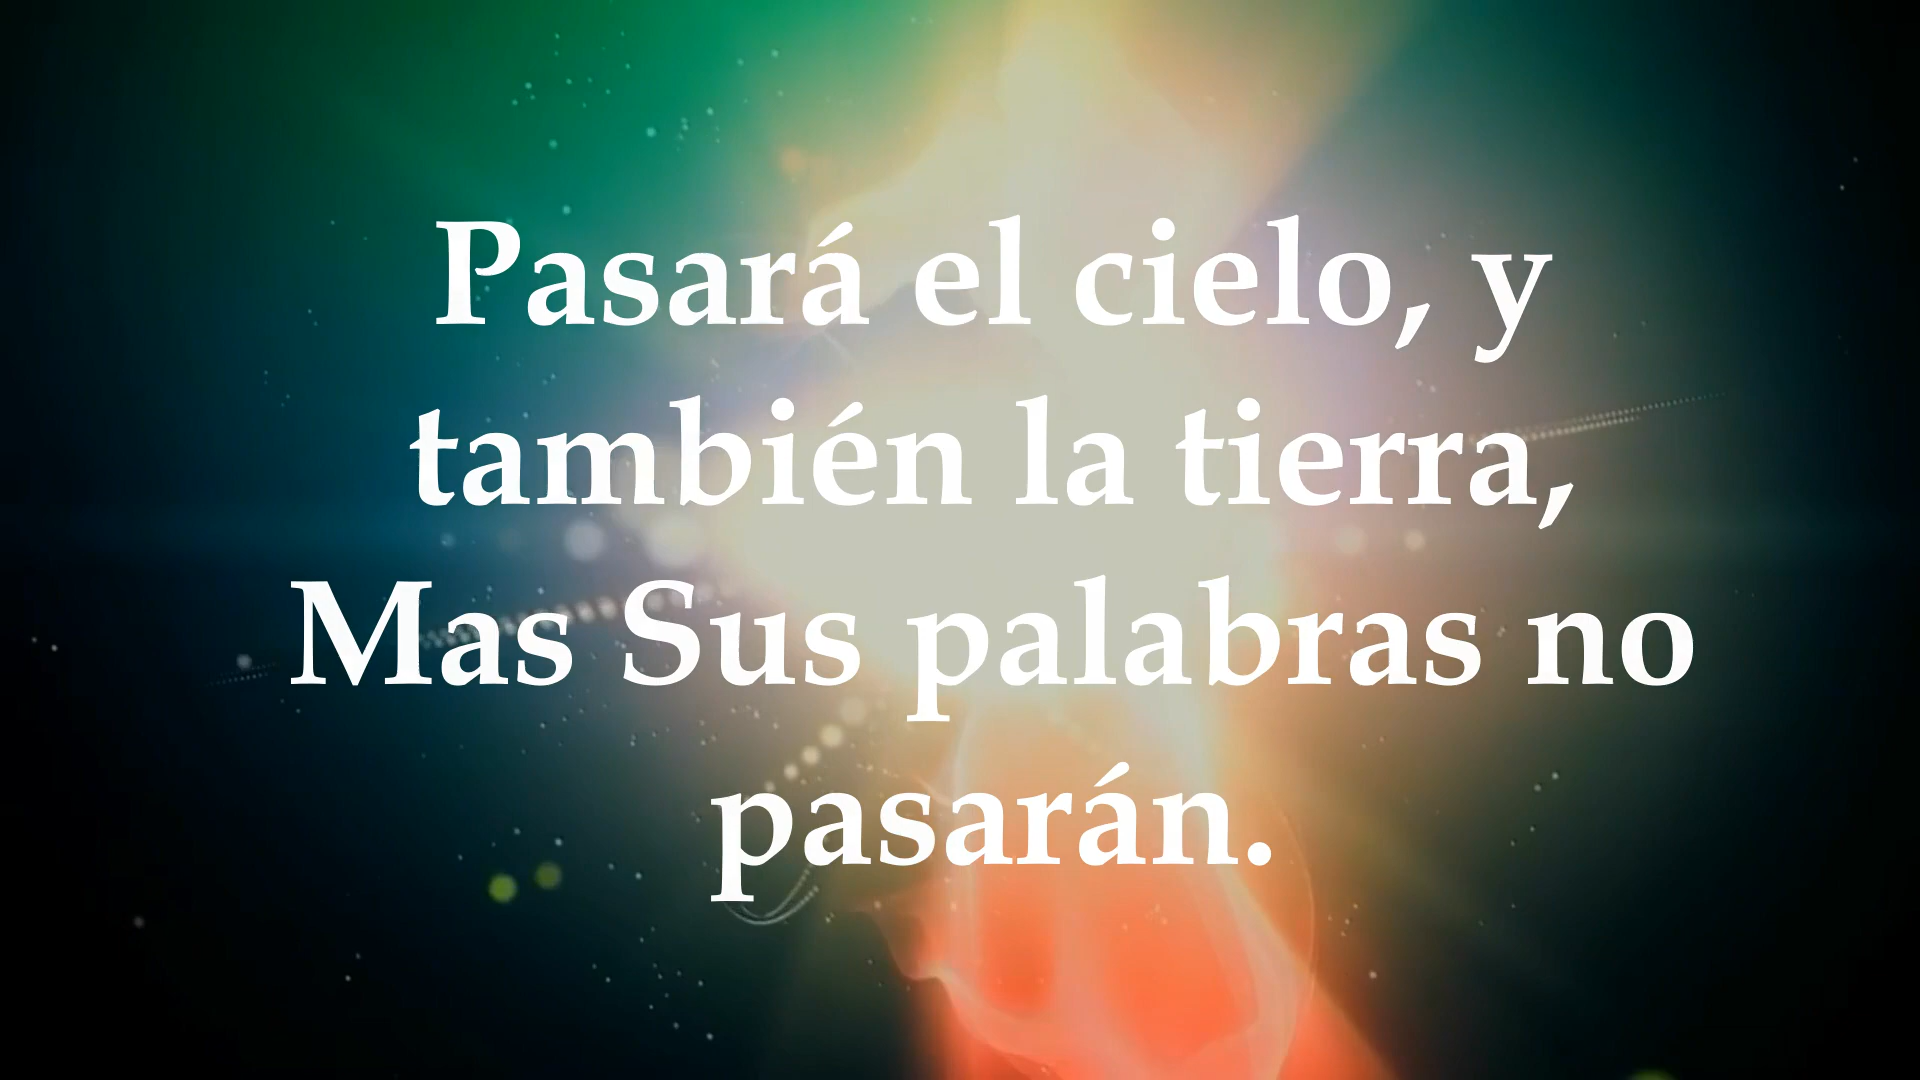 Pasará el cielo, y
también la tierra,
Mas Sus palabras no
pasarán.